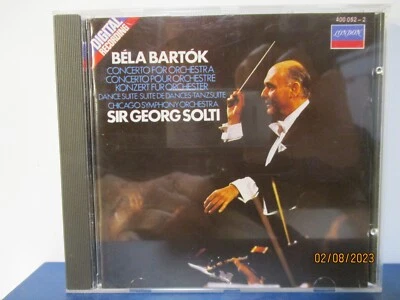 DIGITAL
RECORDING
400 052-2
LONDON
BÉLA BARTÓK
CONCERTO FOR ORCHESTRA
CONCERTO POUR ORCHESTRE
KONZERT FÜR ORCHESTER
DANCE SUITE·SUITE DE DANCES·TANZSUITE
CHICAGO SYMPHONY ORCHESTRA
SIR GEORG SOLTI
02/08/2023